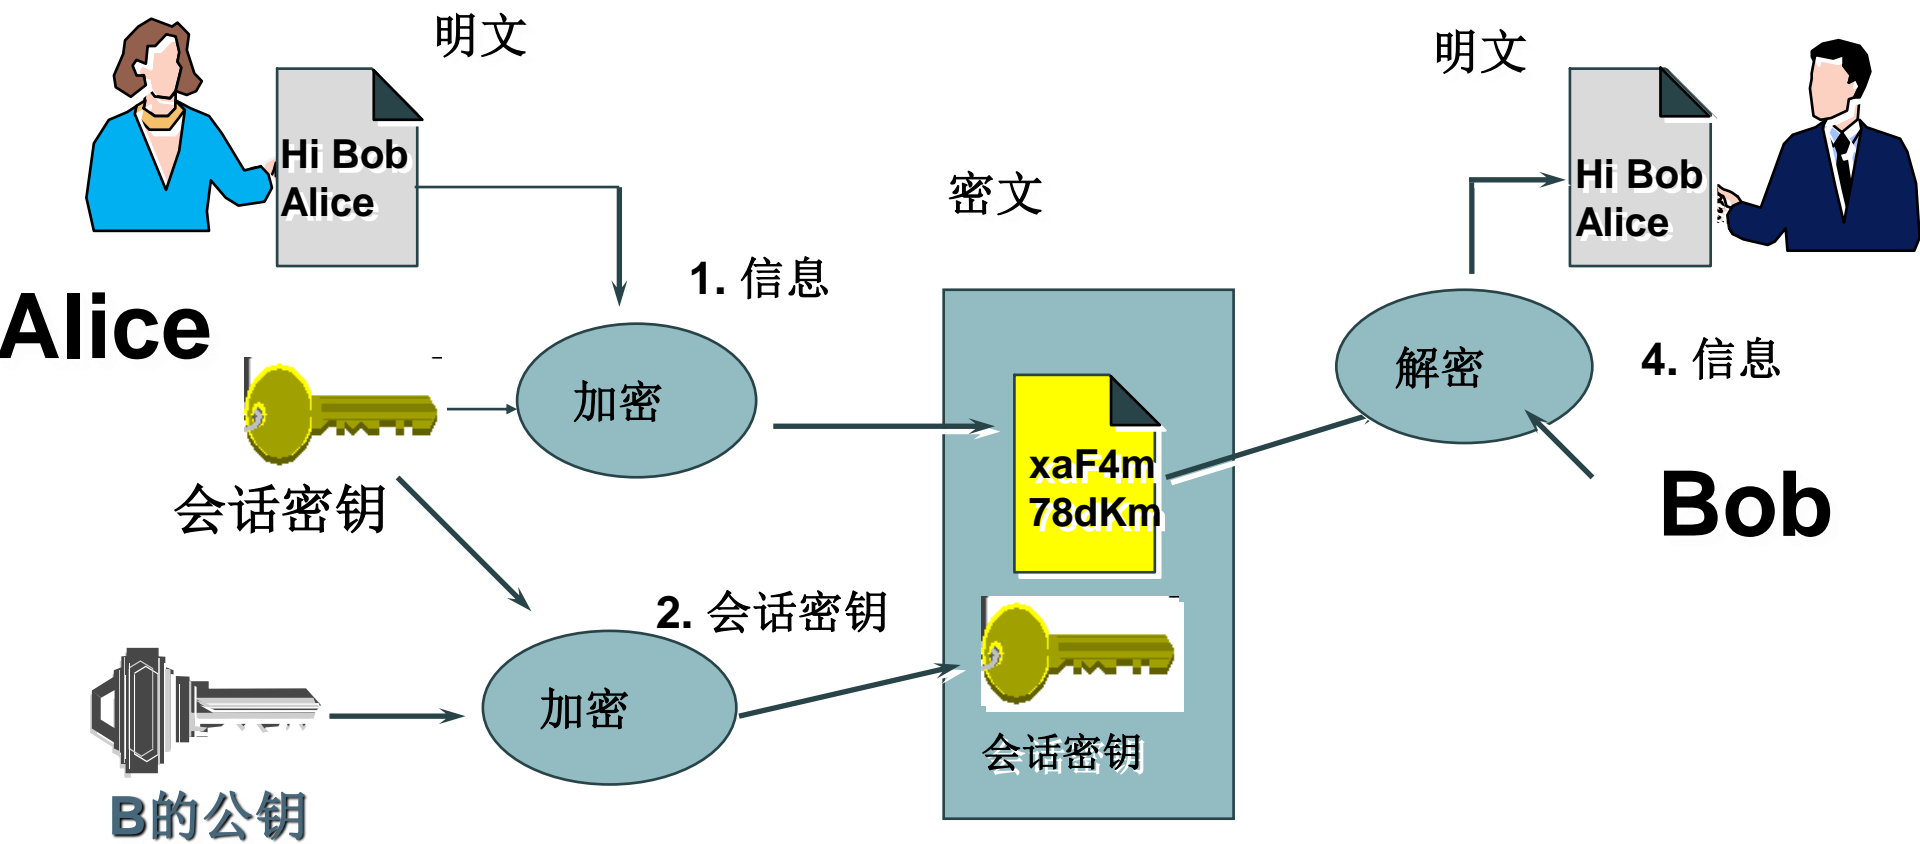 明文
明文
Hi Bob
Alice
Hi Bob
Alice
密文
1. 信息
Alice
加密
解密
4. 信息
会话密钥
xaF4m
78dKm
Bob
2. 会话密钥
加密
会话密钥
B的公钥